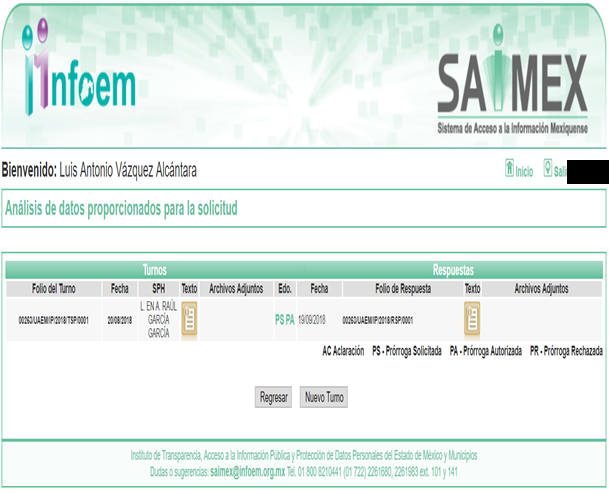 infoem
SAIMEX
Sistema de Acceso a la Información Mexiquense
Bienvenido: Luis Antonio Vázquez Alcántara
Inicio Sali
Análisis de datos proporcionados para la solicitud
Turnos Respuestas
Folio del Turno Fecha SPH Texto Archivos Adjuntos Edo. Fecha Folio de Respuesta Texto Archivos Adjuntos
00263/UAEM/IP/2018/TSP/0001 20/08/2018 L. EN A. RAÚL GARCÍA GARCÍA PS PA 19/09/2018 00263/UAEM/IP/2018/RSP/0001
AC Aclaración PS - Prórroga Solicitada PA - Prórroga Autorizada PR - Prórroga Rechazada
Regresar Nuevo Turno
Instituto de Transparencia, Acceso a la Información Pública y Protección de Datos Personales del Estado de México y Municipios
Dudas o sugerencias: saimex@infoem.org.mx Tel. 01 800 8210441 (01 722) 2261980, 2261983 ext. 101 y 141